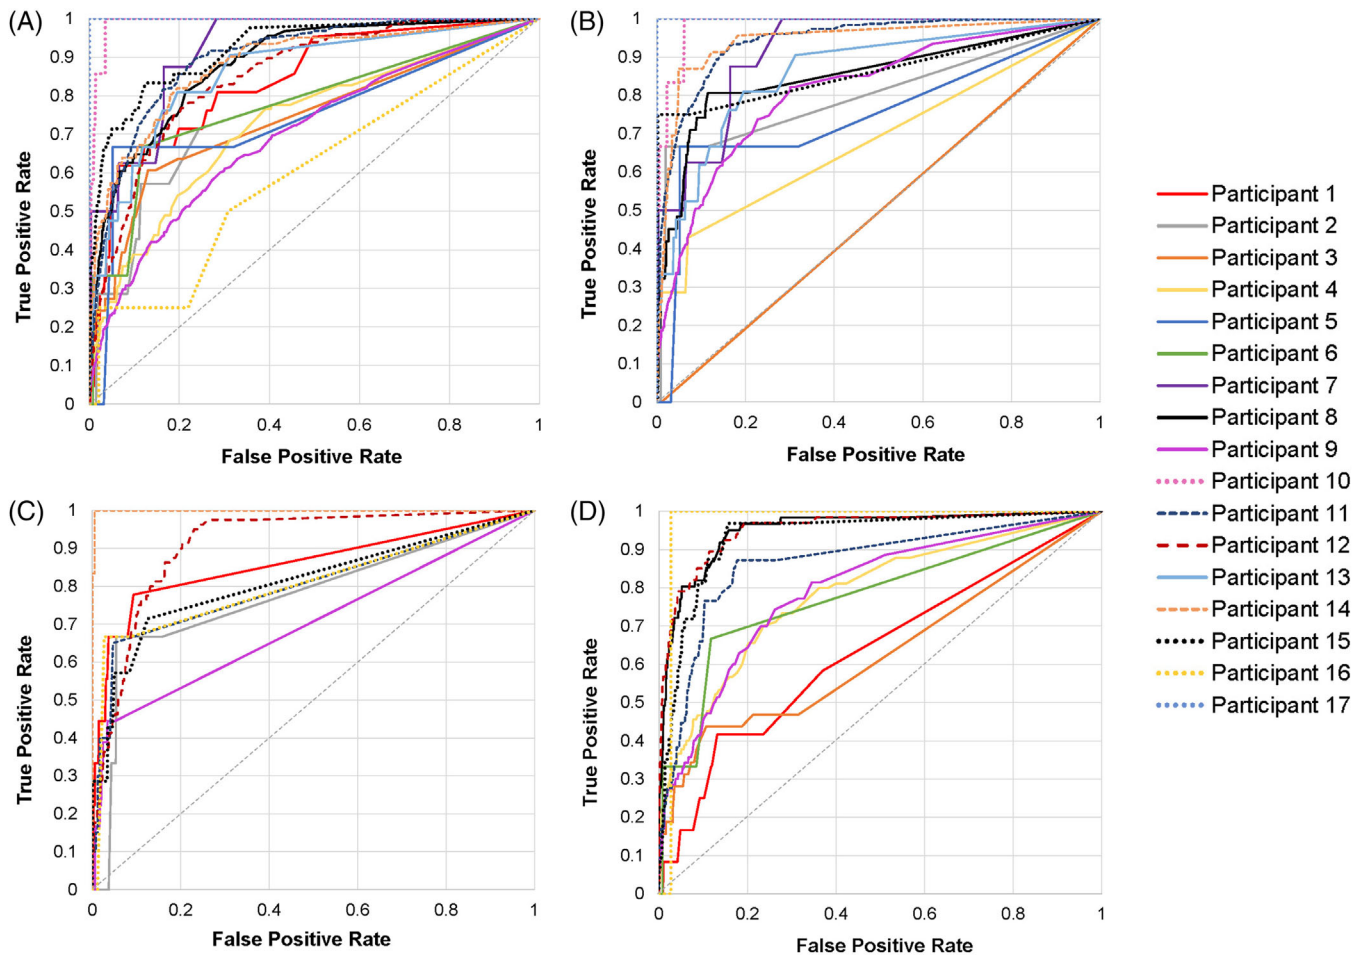 (A)
True Positive Rate
1
0.9
0.8
0.7
0.6
0.5
0.4
0.3
0.2
0.1
0
0 0.2 0.4 0.6 0.8 1
False Positive Rate
(B)
True Positive Rate
1
0.9
0.8
0.7
0.6
0.5
0.4
0.3
0.2
0.1
0
0 0.2 0.4 0.6 0.8 1
False Positive Rate
(C)
True Positive Rate
1
0.9
0.8
0.7
0.6
0.5
0.4
0.3
0.2
0.1
0
0 0.2 0.4 0.6 0.8 1
False Positive Rate
(D)
True Positive Rate
1
0.9
0.8
0.7
0.6
0.5
0.4
0.3
0.2
0.1
0
0 0.2 0.4 0.6 0.8 1
False Positive Rate
Participant 1
Participant 2
Participant 3
Participant 4
Participant 5
Participant 6
Participant 7
Participant 8
Participant 9
Participant 10
Participant 11
Participant 12
Participant 13
Participant 14
Participant 15
Participant 16
Participant 17